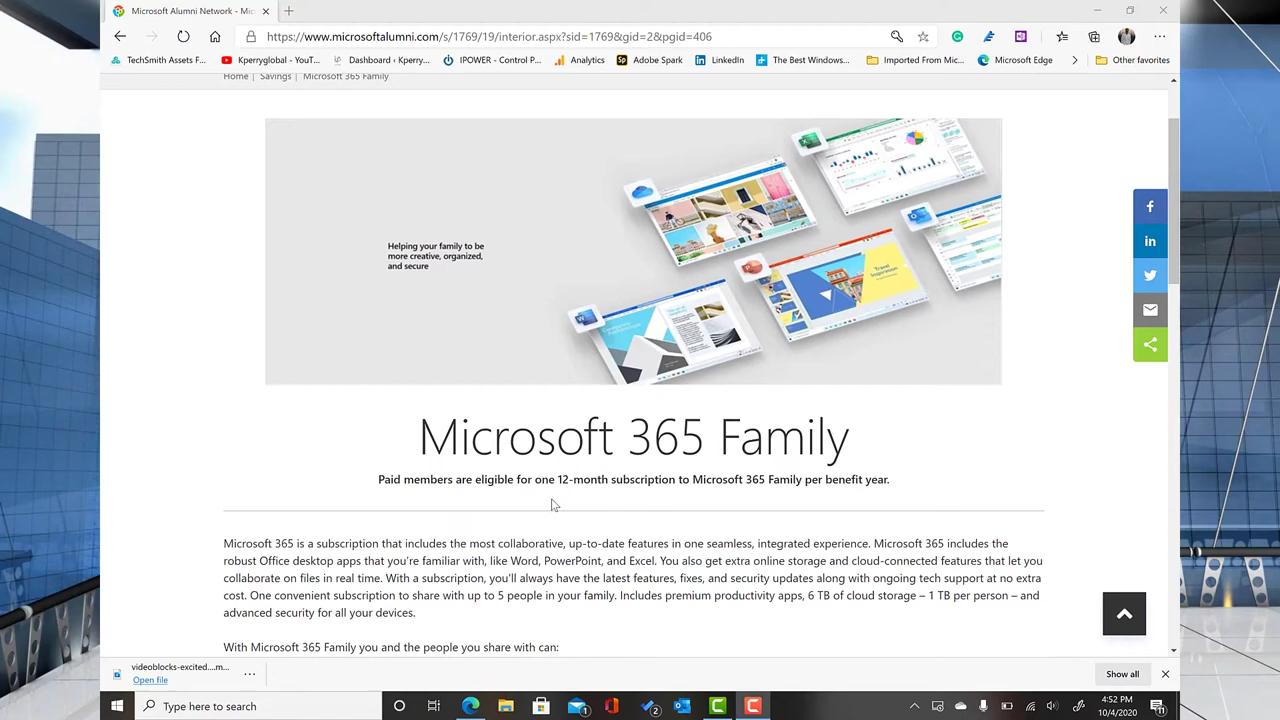 Microsoft Alumni Network - Mic
https://www.microsoftalumni.com/s/1769/19/interior.aspx?sid=1769&gid=2&pgid=406
TechSmith Assets F...
Kperryglobal - YouT...
Dashboard ‹ Kperry...
IPOWER - Control P...
Analytics
Adobe Spark
LinkedIn
The Best Windows...
Imported From Mic...
Microsoft Edge
Other favorites
Home | Savings | Microsoft 365 Family
Helping your family to be
more creative, organized,
and secure
Travel
Inspiration
Microsoft 365 Family
Paid members are eligible for one 12-month subscription to Microsoft 365 Family per benefit year.
Microsoft 365 is a subscription that includes the most collaborative, up-to-date features in one seamless, integrated experience. Microsoft 365 includes the
robust Office desktop apps that you're familiar with, like Word, PowerPoint, and Excel. You also get extra online storage and cloud-connected features that let you
collaborate on files in real time. With a subscription, you'll always have the latest features, fixes, and security updates along with ongoing tech support at no extra
cost. One convenient subscription to share with up to 5 people in your family. Includes premium productivity apps, 6 TB of cloud storage – 1 TB per person – and
advanced security for all your devices.
With Microsoft 365 Family you and the people you share with can:
videoblocks-excited....m...
Open file
Show all
Type here to search
4:52 PM
10/4/2020